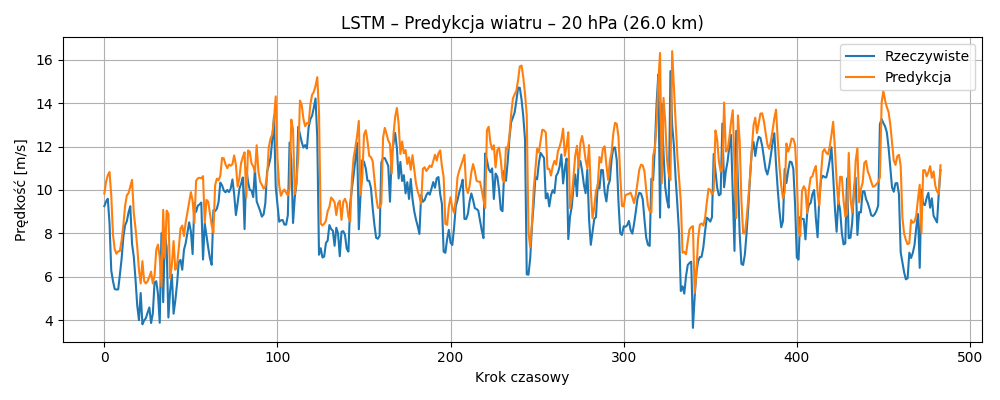 LSTM – Predykcja wiatru – 20 hPa (26.0 km)
Rzeczywiste
Predykcja
Prędkość [m/s]
16
14
12
10
8
6
4
0
100
200
300
400
500
Krok czasowy